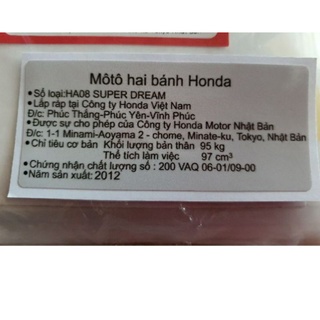 Môtô hai bánh Honda
●Số loại:HA08 SUPER DREAM
●Lắp ráp tại Công ty Honda Việt Nam
Đ/c: Phúc Thắng-Phúc Yên-Vĩnh Phúc
●Được sự cho phép của Công ty Honda Motor Nhật Bản
Đ/c: 1-1 Minami-Aoyama 2 - chome, Minate-ku, Tokyo, Nhật Bản
●Chỉ tiêu cơ bản Khối lượng bản thân 95 kg
Thể tích làm việc 97 cm³
●Chứng nhận chất lượng số: 200 VAQ 06-01/09-00
●Năm sản xuất: 2012